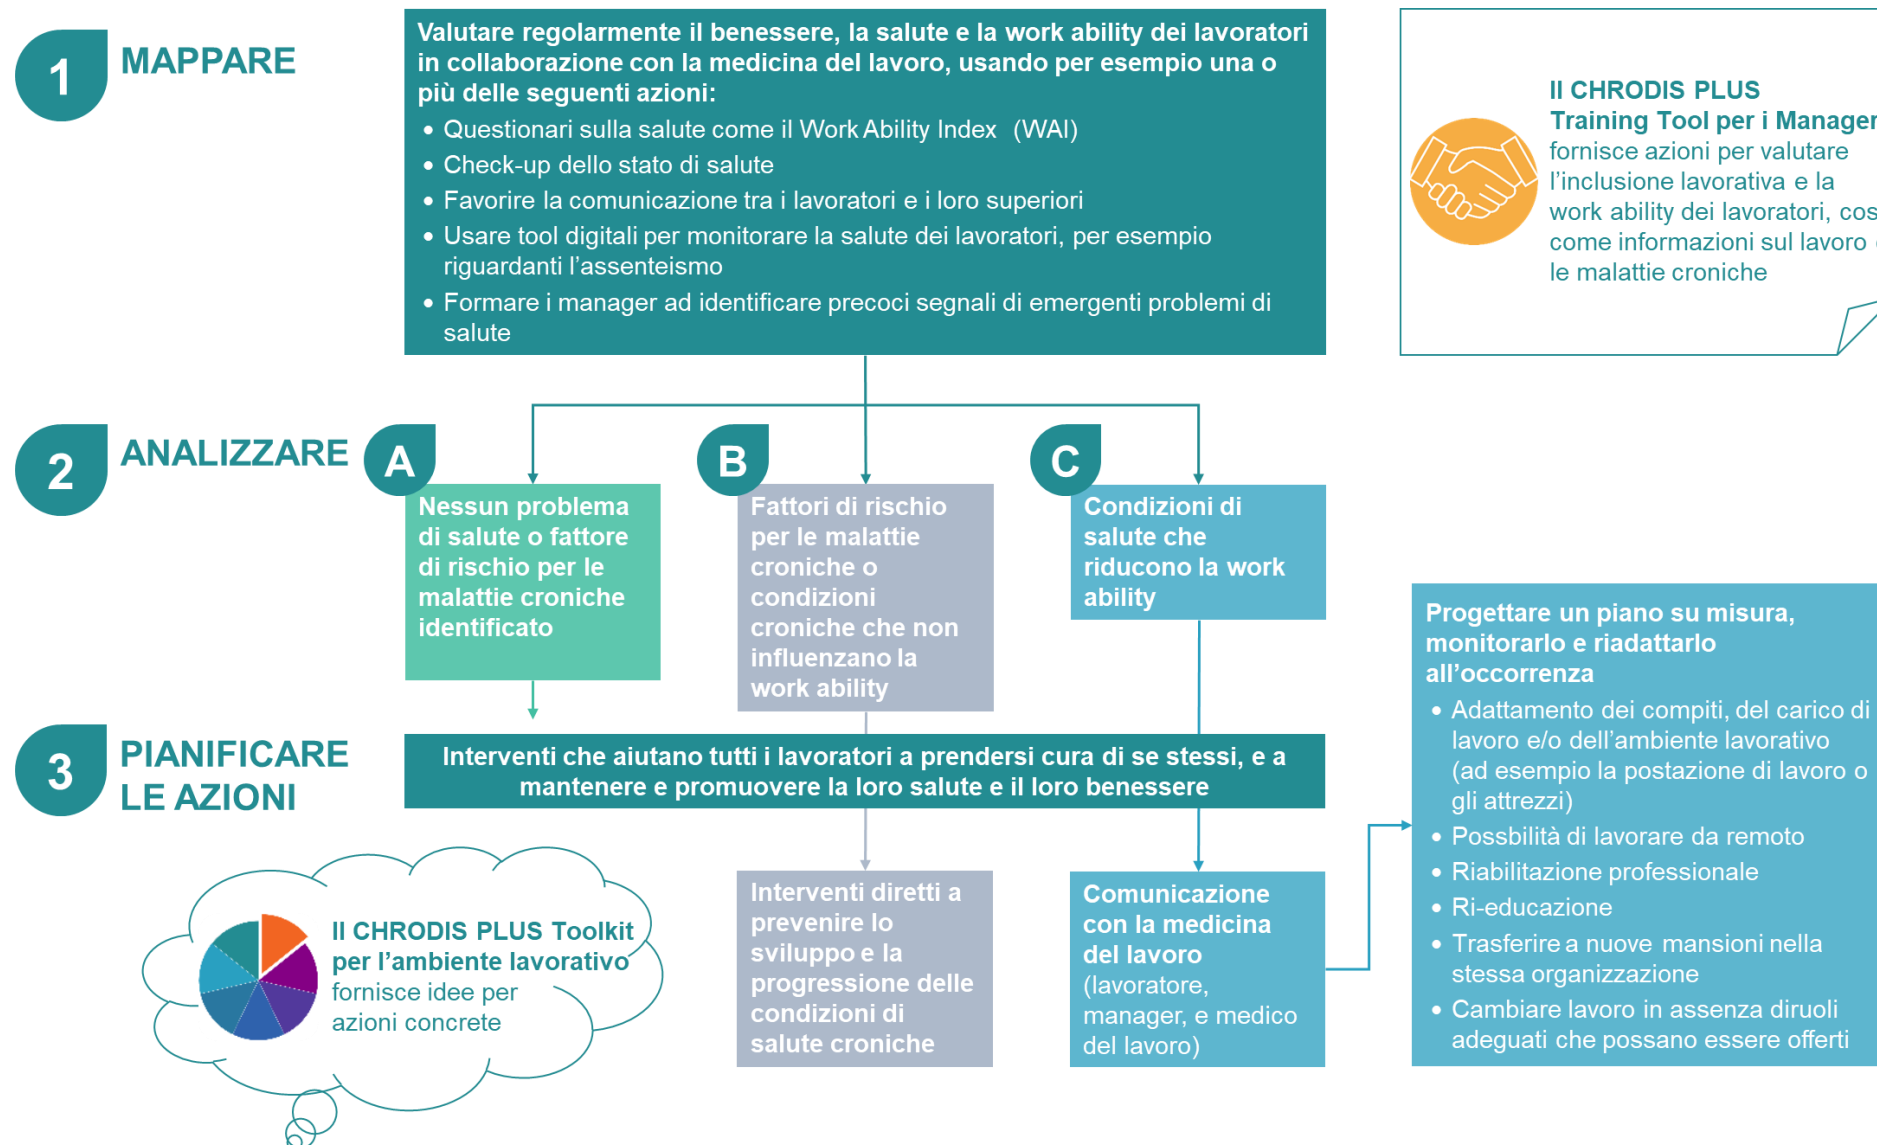 1
MAPPARE
Valutare regolarmente il benessere, la salute e la work ability dei lavoratori
in collaborazione con la medicina del lavoro, usando per esempio una o
più delle seguenti azioni:
• Questionari sulla salute come il Work Ability Index (WAI)
• Check-up dello stato di salute
• Favorire la comunicazione tra i lavoratori e i loro superiori
• Usare tool digitali per monitorare la salute dei lavoratori, per esempio
riguardanti l'assenteismo
• Formare i manager ad identificare precoci segnali di emergenti problemi di
salute
Il CHRODIS PLUS
Training Tool per i Manager
fornisce azioni per valutare
l'inclusione lavorativa e la
work ability dei lavoratori, cos
come informazioni sul lavoro
le malattie croniche
2
ANALIZZARE
A
Nessun problema
di salute o fattore
di rischio per le
malattie croniche
identificato
B
Fattori di rischio
per le malattie
croniche o
condizioni
croniche che non
influenzano la
work ability
C
Condizioni di
salute che
riducono la work
ability
3
PIANIFICARE
LE AZIONI
Interventi che aiutano tutti i lavoratori a prendersi cura di se stessi, e a
mantenere e promuovere la loro salute e il loro benessere
Il CHRODIS PLUS Toolkit
per l'ambiente lavorativo
fornisce idee per
azioni concrete
Interventi diretti a
prevenire lo
sviluppo e la
progressione delle
condizioni di
salute croniche
Comunicazione
con la medicina
del lavoro
(lavoratore,
manager, e medico
del lavoro)
Progettare un piano su misura,
monitorarlo e riadattarlo
all'occorrenza
• Adattamento dei compiti, del carico di
lavoro e/o dell'ambiente lavorativo
(ad esempio la postazione di lavoro o
gli attrezzi)
• Possbilità di lavorare da remoto
• Riabilitazione professionale
• Ri-educazione
• Trasferire a nuove mansioni nella
stessa organizzazione
• Cambiare lavoro in assenza diruoli
adeguati che possano essere offerti